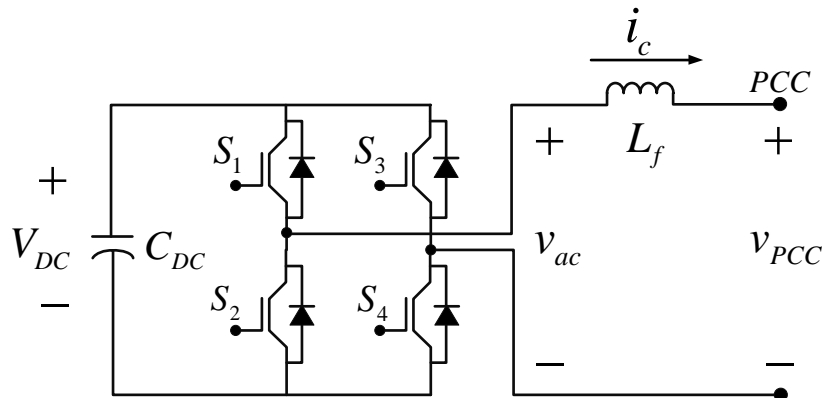 i_c
PCC
S_1
S_3
+
+
+
L_f
V_DC
C_DC
v_ac
v_PCC
−
S_2
S_4
−
−